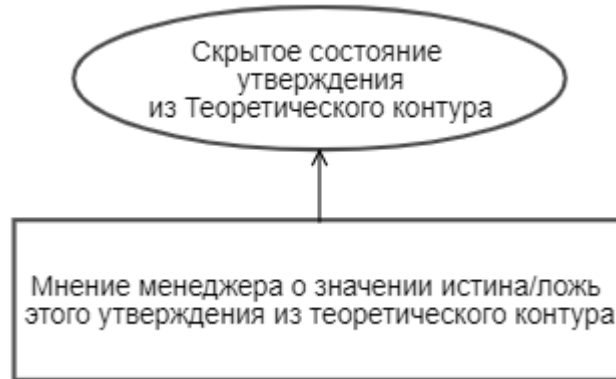 Скрытое состояние
утверждения
из Теоретического контура
Мнение менеджера о значении истина/ложь
этого утверждения из теоретического контура